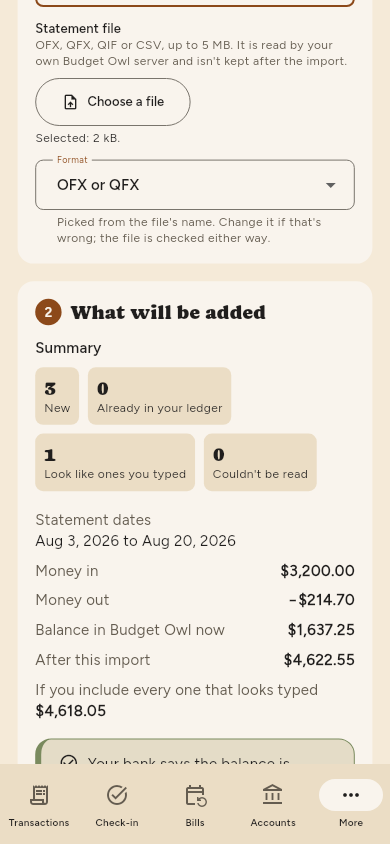 Statement file
OFX, QFX, QIF or CSV, up to 5 MB. It is read by your
own Budget Owl server and isn't kept after the import.
Choose a file
Selected: 2 kB.
Format
OFX or QFX
Picked from the file's name. Change it if that's
wrong; the file is checked either way.
2 What will be added
Summary
3 0
New Already in your ledger
1 0
Look like ones you typed Couldn't be read
Statement dates
Aug 3, 2026 to Aug 20, 2026
Money in $3,200.00
Money out −$214.70
Balance in Budget Owl now $1,637.25
After this import $4,622.55
If you include every one that looks typed
$4,618.05
Your bank says the balance is
Transactions Check-in Bills Accounts More